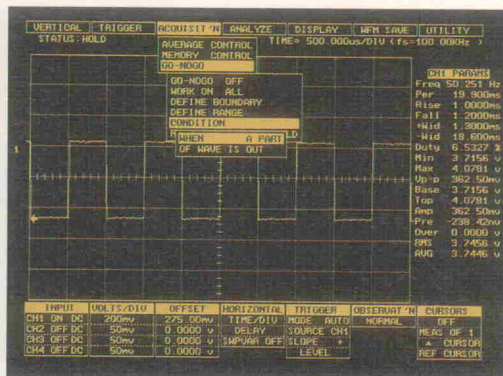 VERTICAL TRIGGER ACQUISIT'N ANALYZE DISPLAY WFM SAVE UTILITY
STATUS:HOLD
TIME= 500.000us/DIV (fs=100.00KHz )
AVERAGE CONTROL
MEMORY CONTROL
GO-NOGO
GO-NOGO OFF
WORK ON ALL
DEFINE BOUNDARY
DEFINE RANGE
CONDITION
WHEN A PART
OF WAVE IS OUT
1
CH1 PARAMS
Freq 50.251 Hz
Per 19.900ms
Rise 1.0000ms
Fall 1.2000ms
+Wid 1.3000ms
-Wid 18.600ms
Duty 6.5327 %
Min 3.7156 v
Max 4.0781 v
Vp-p 362.50mv
Base 3.7156 v
Top 4.0781 v
Amp 362.50mv
-Pre -238.42nv
Over 0.0000 v
RMS 3.7456 v
AVG 3.7446 v
INPUT VOLTS/DIV OFFSET HORIZONTAL TRIGGER OBSERVAT'N CURSORS
CH1 ON DC 200mv 275.00mv TIME/DIV MODE AUTO NORMAL OFF
CH2 OFF DC 50mv 0.0000 v DELAY SOURCE CH1 MEAS OF 1
CH3 OFF DC 50mv 0.0000 v SWPVAR OFF SLOPE + CURSOR
CH4 OFF DC 50mv 0.0000 v LEVEL REF CURSOR